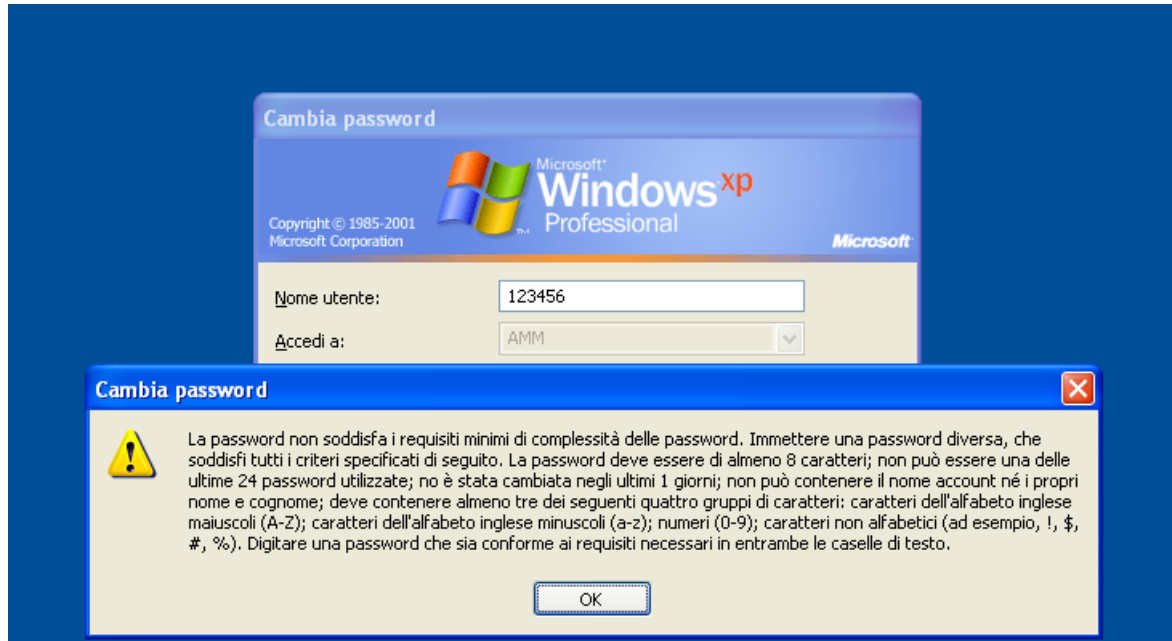 Cambia password
Microsoft®
Windows xp
Professional
Copyright © 1985-2001
Microsoft Corporation
Microsoft
Nome utente: 123456
Accedi a: AMM
Cambia password
La password non soddisfa i requisiti minimi di complessità delle password. Immettere una password diversa, che
soddisfi tutti i criteri specificati di seguito. La password deve essere di almeno 8 caratteri; non può essere una delle
ultime 24 password utilizzate; no è stata cambiata negli ultimi 1 giorni; non può contenere il nome account né i propri
nome e cognome; deve contenere almeno tre dei seguenti quattro gruppi di caratteri: caratteri dell'alfabeto inglese
maiuscoli (A-Z); caratteri dell'alfabeto inglese minuscoli (a-z); numeri (0-9); caratteri non alfabetici (ad esempio, !, $,
#, %). Digitare una password che sia conforme ai requisiti necessari in entrambe le caselle di testo.
OK